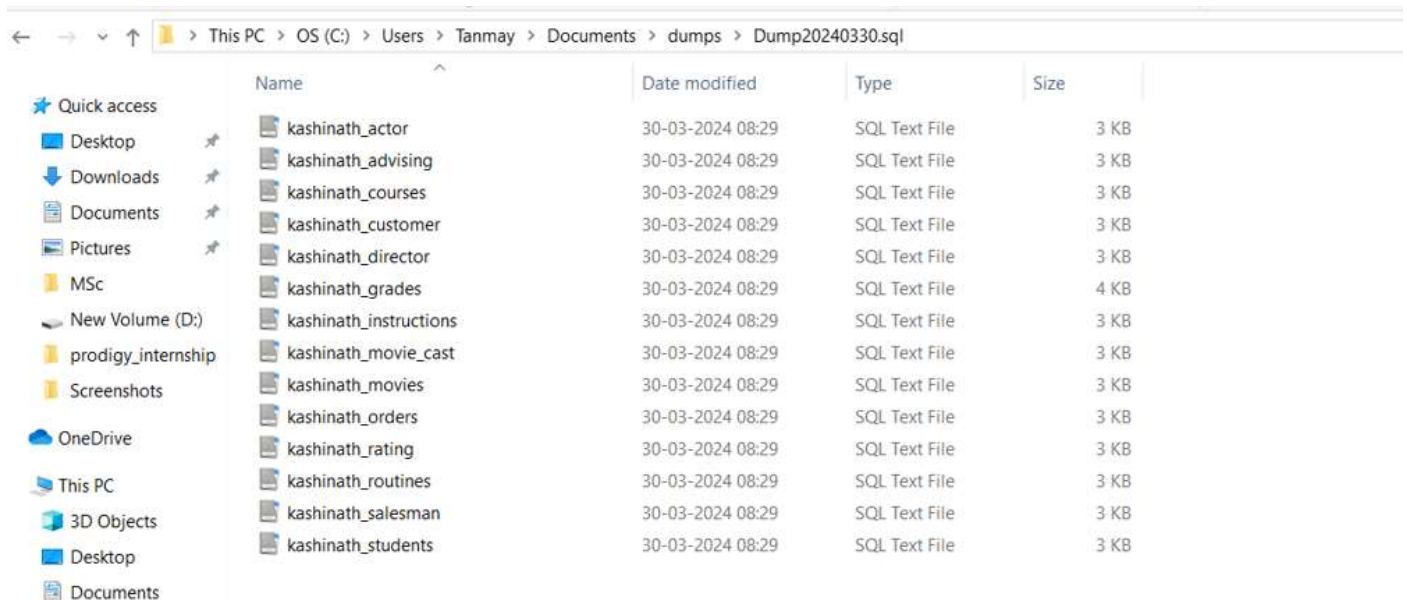 This PC > OS (C:) > Users > Tanmay > Documents > dumps > Dump20240330.sql
Name Date modified Type Size
Quick access
Desktop
Downloads
Documents
Pictures
MSc
New Volume (D:)
prodigy_internship
Screenshots
OneDrive
This PC
3D Objects
Desktop
Documents
kashinath_actor 30-03-2024 08:29 SQL Text File 3 KB
kashinath_advising 30-03-2024 08:29 SQL Text File 3 KB
kashinath_courses 30-03-2024 08:29 SQL Text File 3 KB
kashinath_customer 30-03-2024 08:29 SQL Text File 3 KB
kashinath_director 30-03-2024 08:29 SQL Text File 3 KB
kashinath_grades 30-03-2024 08:29 SQL Text File 4 KB
kashinath_instructions 30-03-2024 08:29 SQL Text File 3 KB
kashinath_movie_cast 30-03-2024 08:29 SQL Text File 3 KB
kashinath_movies 30-03-2024 08:29 SQL Text File 3 KB
kashinath_orders 30-03-2024 08:29 SQL Text File 3 KB
kashinath_rating 30-03-2024 08:29 SQL Text File 3 KB
kashinath_routines 30-03-2024 08:29 SQL Text File 3 KB
kashinath_salesman 30-03-2024 08:29 SQL Text File 3 KB
kashinath_students 30-03-2024 08:29 SQL Text File 3 KB